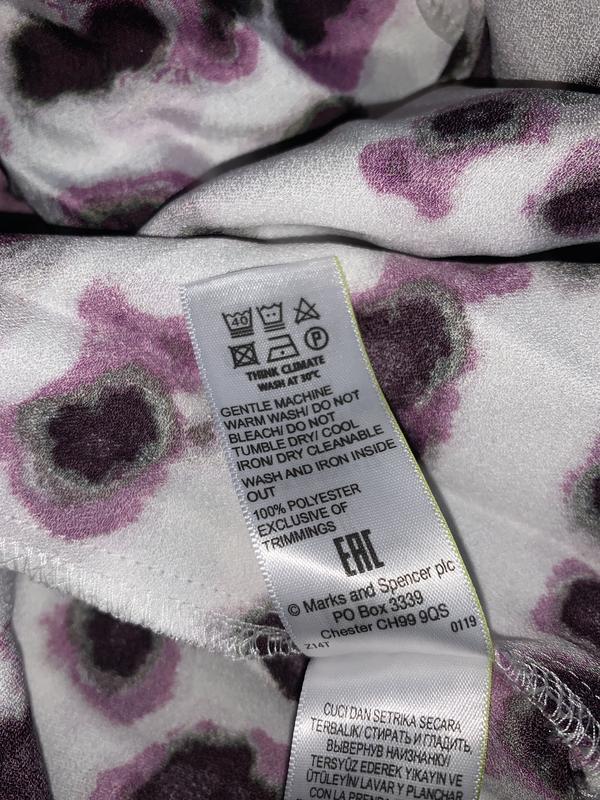 40
P
THINK CLIMATE
WASH AT 30°C
GENTLE MACHINE
WARM WASH/ DO NOT
BLEACH/ DO NOT
TUMBLE DRY/ COOL
IRON/ DRY CLEANABLE
WASH AND IRON INSIDE
OUT
100% POLYESTER
EXCLUSIVE OF
TRIMMINGS
EAC
© Marks and Spencer plc
PO Box 3339
Chester CH99 9QS
Z14T 0119
CUCI DAN SETRIKA SECARA
TERBALIK/ СТИРАТЬ И ГЛАДИТЬ,
ВЫВЕРНУВ НАИЗНАНКУ/
TERSYÜZ EDEREK YIKAYIN VE
ÜTÜLEYİN/ LAVAR Y PLANCHAR
CON LA PRENDA